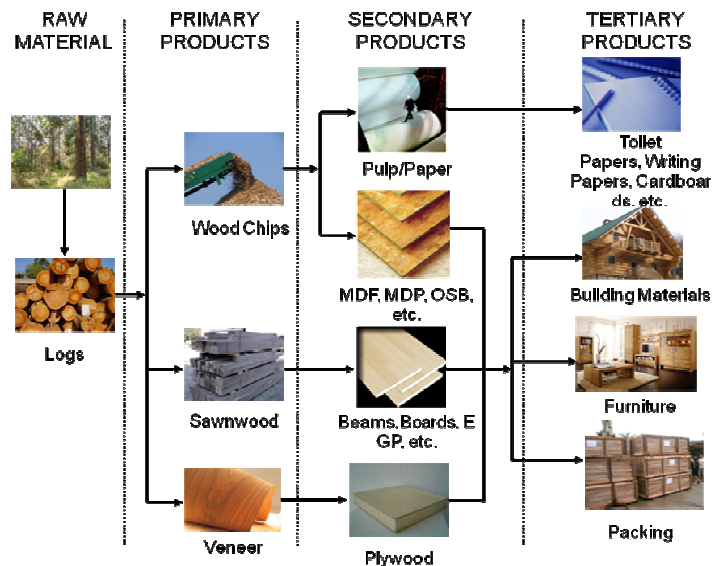 RAW
MATERIAL
PRIMARY
PRODUCTS
SECONDARY
PRODUCTS
TERTIARY
PRODUCTS
Logs
Wood Chips
Sawnwood
Veneer
Pulp/Paper
MDF, MDP, OSB,
etc.
Beams, Boards, E
GP, etc.
Plywood
Toilet
Papers, Writing
Papers, Cardboar
ds, etc.
Building Materials
Furniture
Packing